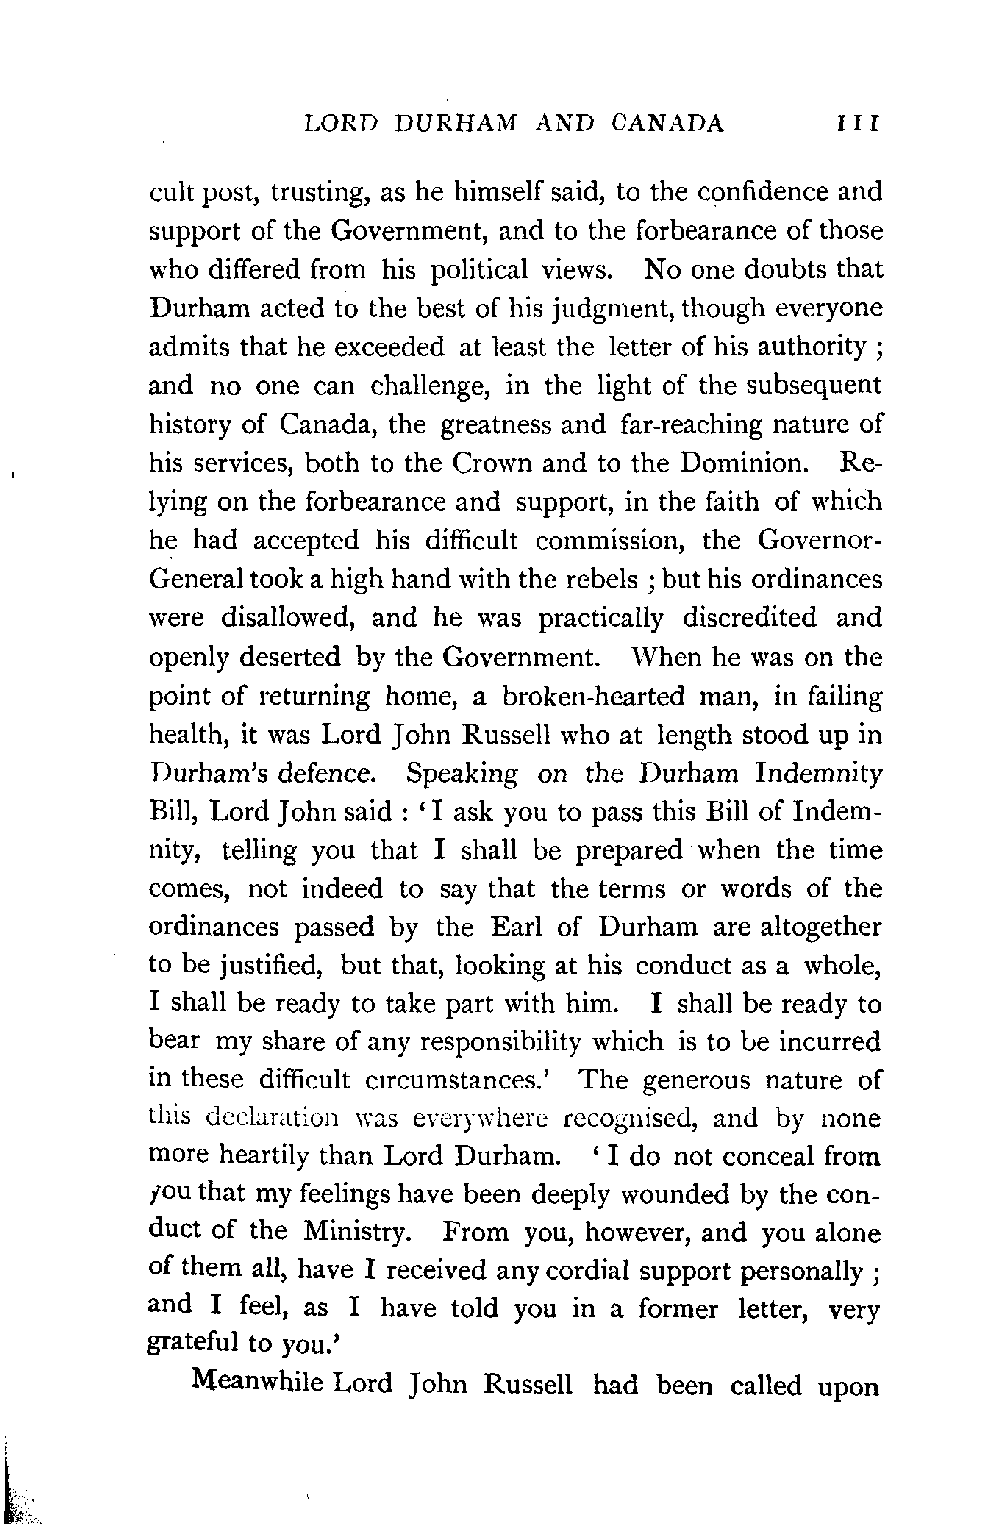 LORD DURHAM AND CANADA 111
cult post, trusting, as he himself said, to the confidence and
support of the Government, and to the forbearance of those
who differed from his political views. No one doubts that
Durham acted to the best of his judgment, though everyone
admits that he exceeded at least the letter of his authority ;
and no one can challenge, in the light of the subsequent
history of Canada, the greatness and far-reaching nature of
his services, both to the Crown and to the Dominion. Re-
lying on the forbearance and support, in the faith of which
he had accepted his difficult commission, the Governor-
General took a high hand with the rebels ; but his ordinances
were disallowed, and he was practically discredited and
openly deserted by the Government. When he was on the
point of returning home, a broken-hearted man, in failing
health, it was Lord John Russell who at length stood up in
Durham's defence. Speaking on the Durham Indemnity
Bill, Lord John said : ‘ I ask you to pass this Bill of Indem-
nity, telling you that I shall be prepared when the time
comes, not indeed to say that the terms or words of the
ordinances passed by the Earl of Durham are altogether
to be justified, but that, looking at his conduct as a whole,
I shall be ready to take part with him. I shall be ready to
bear my share of any responsibility which is to be incurred
in these difficult circumstances.’ The generous nature of
this declaration was everywhere recognised, and by none
more heartily than Lord Durham. ‘ I do not conceal from
you that my feelings have been deeply wounded by the con-
duct of the Ministry. From you, however, and you alone
of them all, have I received any cordial support personally ;
and I feel, as I have told you in a former letter, very
grateful to you.’
Meanwhile Lord John Russell had been called upon